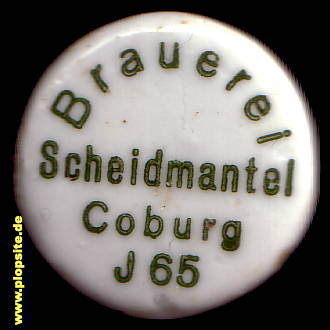 Brauerei
Scheidmantel
Coburg
J 65
www.plopsite.de